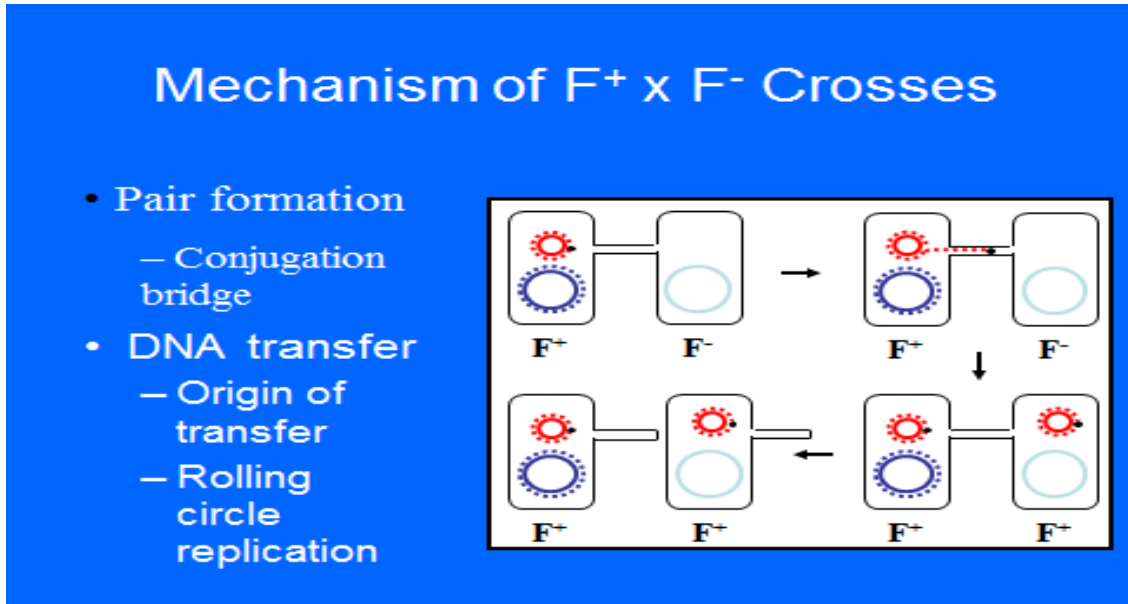 Mechanism of F+ x F- Crosses
• Pair formation
– Conjugation
bridge
• DNA transfer
– Origin of
transfer
– Rolling
circle
replication
F+ F- F+ F-
F+ F+ F+ F+